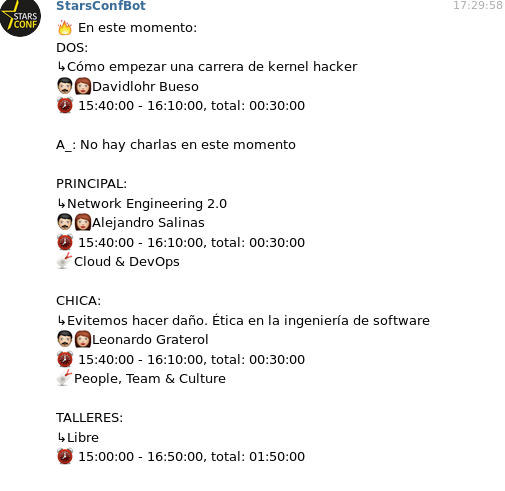 STARS
CONF
StarsConfBot
17:29:58
🔥 En este momento:
DOS:
↳Cómo empezar una carrera de kernel hacker
👨👩Davidlohr Bueso
⏰ 15:40:00 - 16:10:00, total: 00:30:00
A_: No hay charlas en este momento
PRINCIPAL:
↳Network Engineering 2.0
👨👩Alejandro Salinas
⏰ 15:40:00 - 16:10:00, total: 00:30:00
Cloud & DevOps
CHICA:
↳Evitemos hacer daño. Ética en la ingeniería de software
👨👩Leonardo Graterol
⏰ 15:40:00 - 16:10:00, total: 00:30:00
People, Team & Culture
TALLERES:
↳Libre
⏰ 15:00:00 - 16:50:00, total: 01:50:00